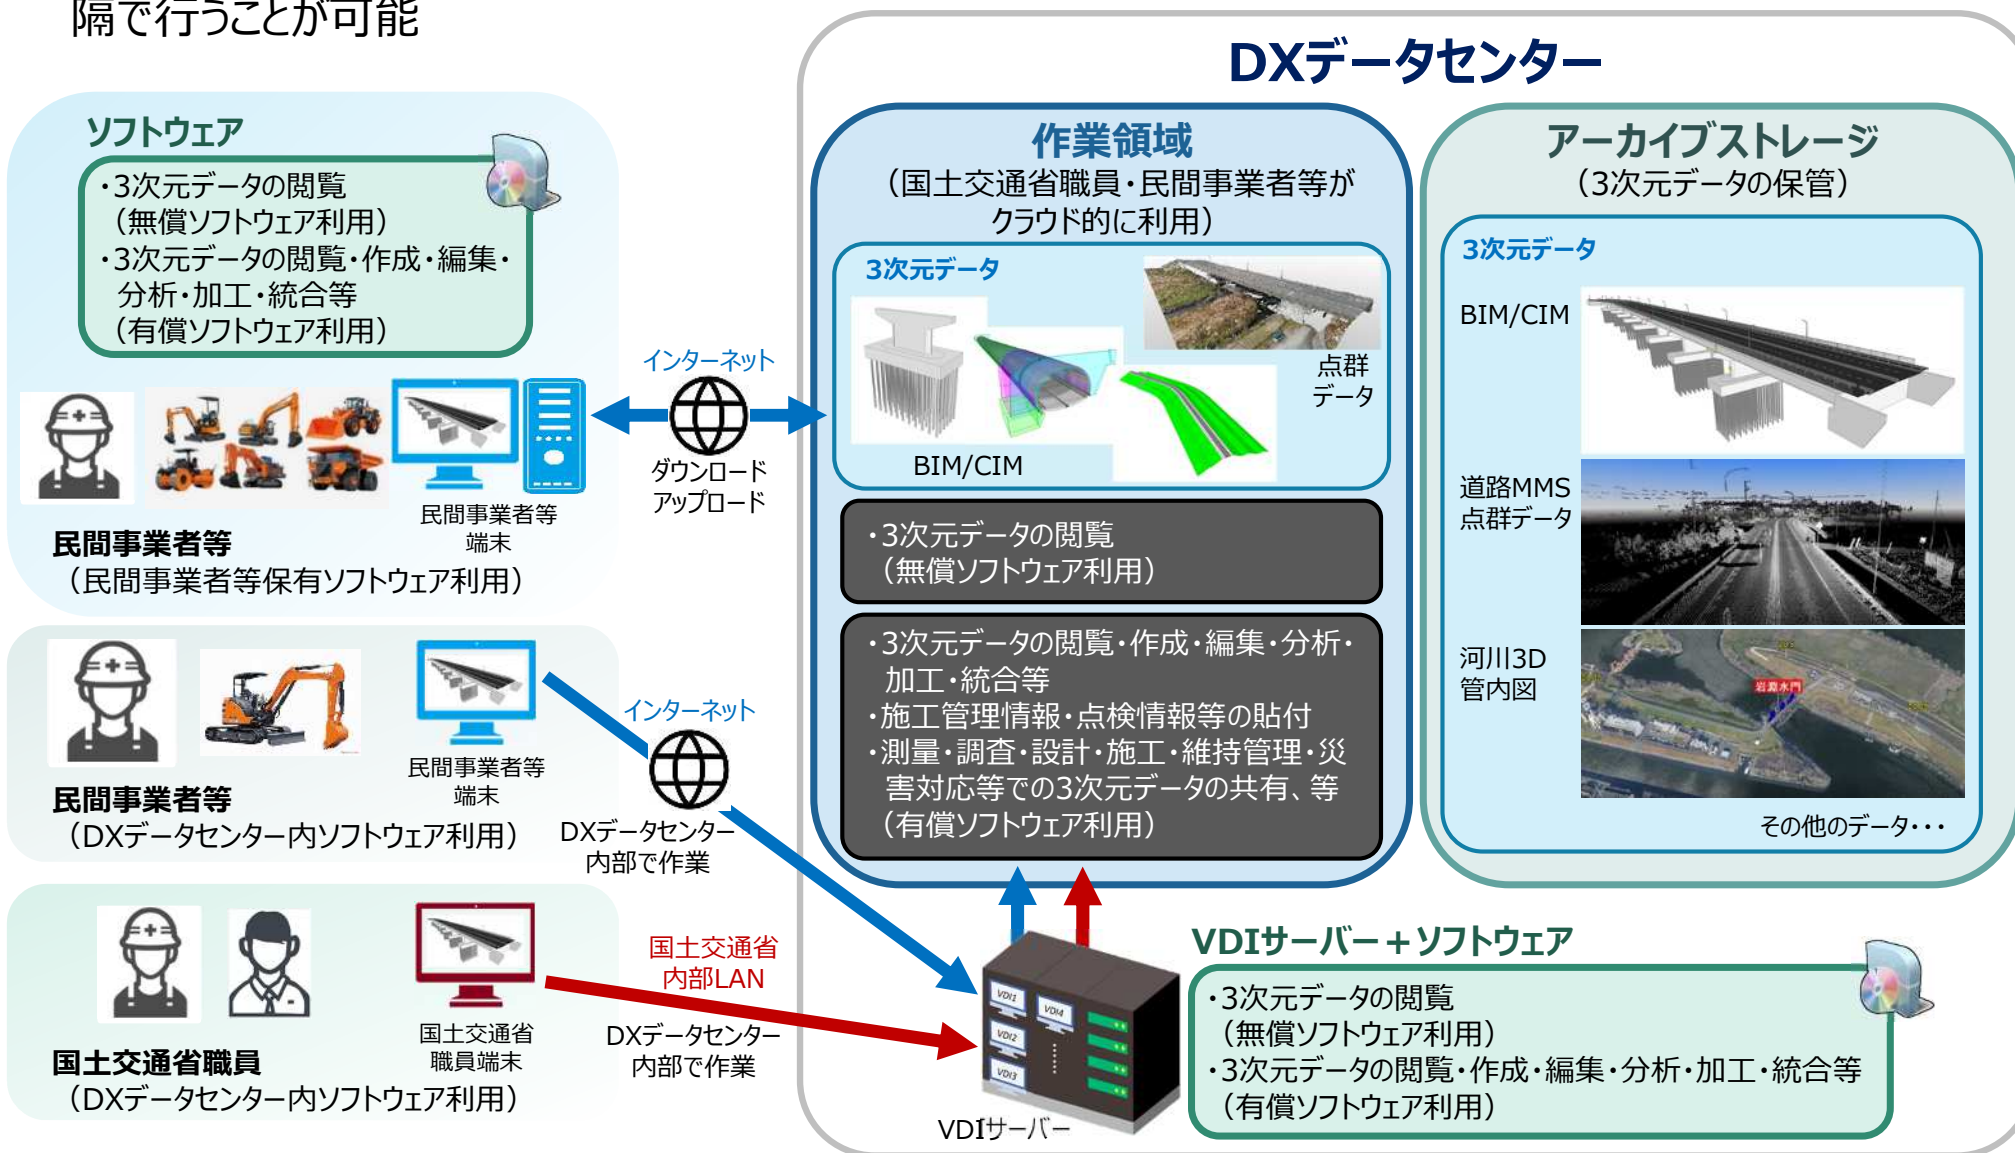 隔で行うことが可能
DXデータセンター
ソフトウェア
・3次元データの閲覧
（無償ソフトウェア利用）
・3次元データの閲覧・作成・編集・
分析・加工・統合等
（有償ソフトウェア利用）
民間事業者等
端末
民間事業者等
（民間事業者等保有ソフトウェア利用）
インターネット
ダウンロード
アップロード
民間事業者等
端末
民間事業者等
（DXデータセンター内ソフトウェア利用）
インターネット
DXデータセンター
内部で作業
国土交通省
職員端末
国土交通省職員
（DXデータセンター内ソフトウェア利用）
国土交通省
内部LAN
DXデータセンター
内部で作業
作業領域
（国土交通省職員・民間事業者等が
クラウド的に利用）
3次元データ
点群
データ
BIM/CIM
・3次元データの閲覧
（無償ソフトウェア利用）
・3次元データの閲覧・作成・編集・分析・
加工・統合等
・施工管理情報・点検情報等の貼付
・測量・調査・設計・施工・維持管理・災
害対応等での3次元データの共有、等
（有償ソフトウェア利用）
アーカイブストレージ
（3次元データの保管）
3次元データ
BIM/CIM
道路MMS
点群データ
河川3D
管内図
岩淵水門
その他のデータ・・・
VDI1
VDI4
VDI2
VDI3
VDIサーバー
VDIサーバー＋ソフトウェア
・3次元データの閲覧
（無償ソフトウェア利用）
・3次元データの閲覧・作成・編集・分析・加工・統合等
（有償ソフトウェア利用）